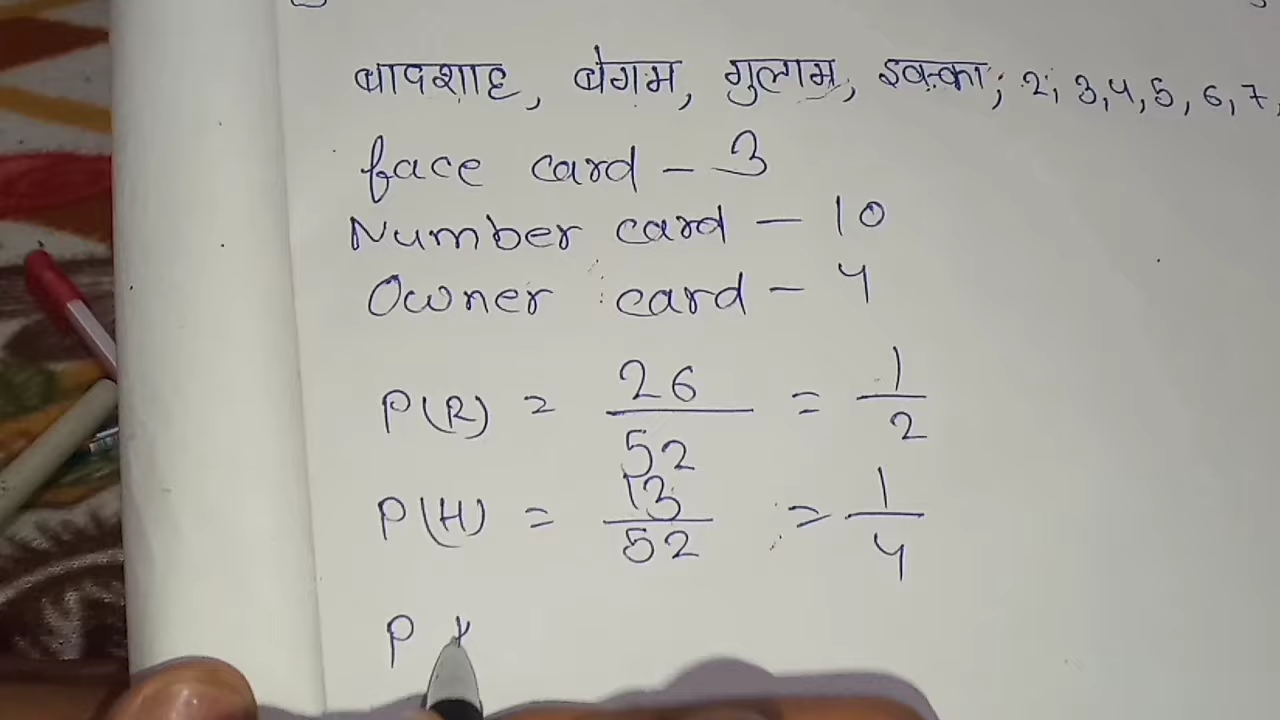 बादशाह, बेगम, गुलाम, इक्का, 2, 3, 4, 5, 6, 7,
face card - 3
Number card - 10
Owner card - 4
P(R) = 26/52 = 1/2
P(H) = 13/52 = 1/4
P